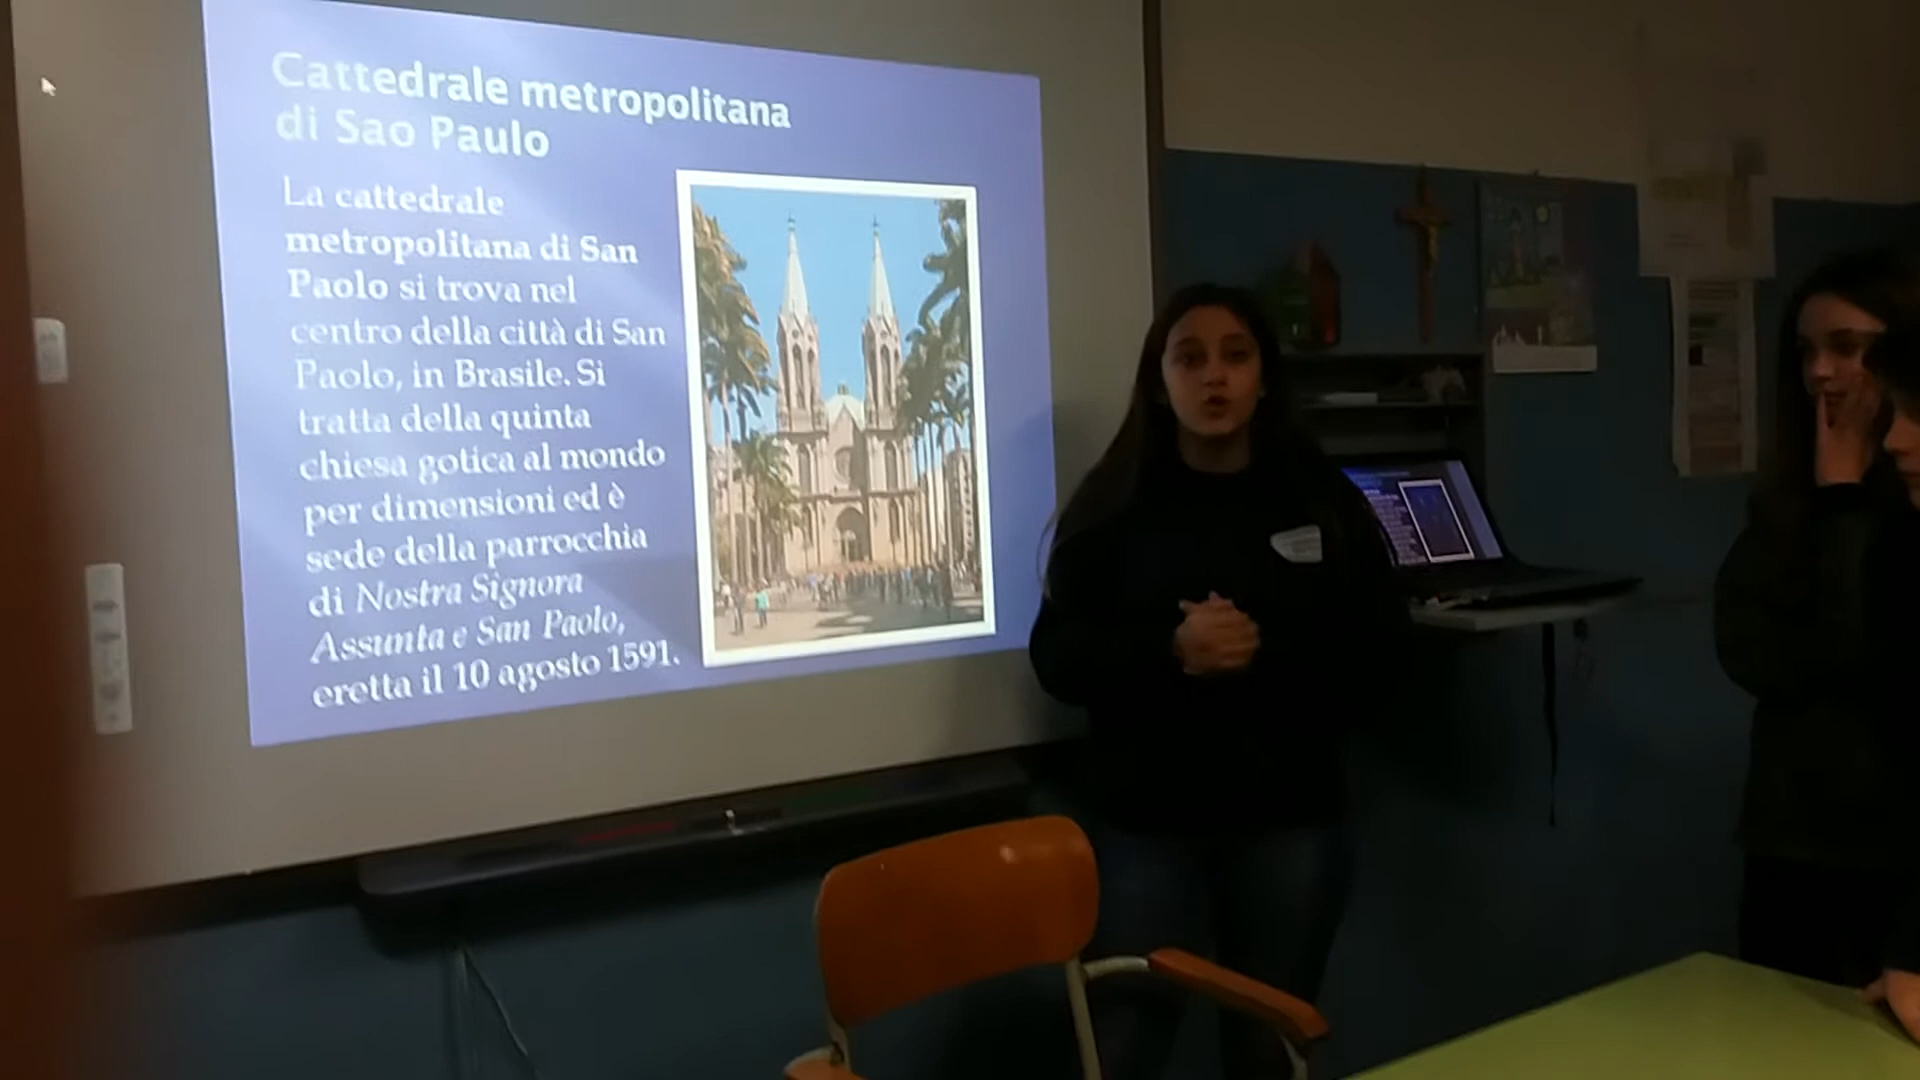 Cattedrale metropolitana
di Sao Paulo
La cattedrale
metropolitana di San
Paolo si trova nel
centro della città di San
Paolo, in Brasile. Si
tratta della quinta
chiesa gotica al mondo
per dimensioni ed è
sede della parrocchia
di Nostra Signora
Assunta e San Paolo,
eretta il 10 agosto 1591.